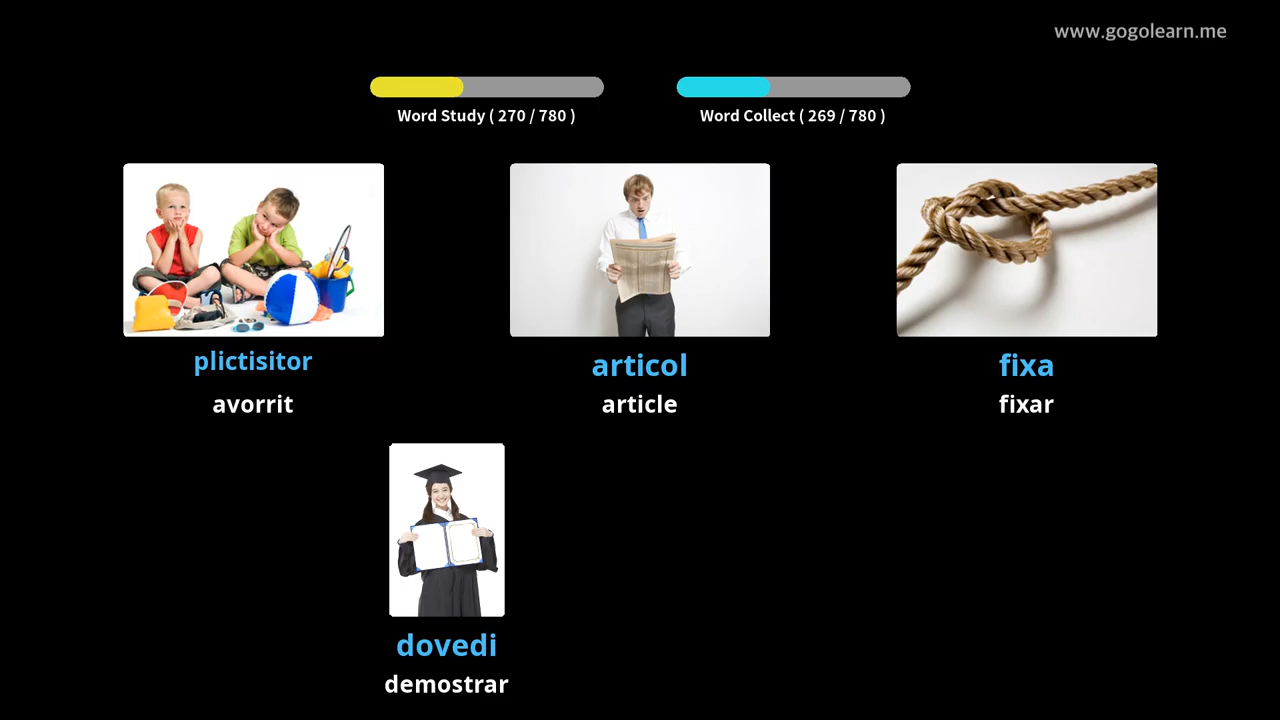 www.gogolearn.me
Word Study ( 270 / 780 )
Word Collect ( 269 / 780 )
plictisitor
avorrit
articol
article
fixa
fixar
dovedi
demostrar